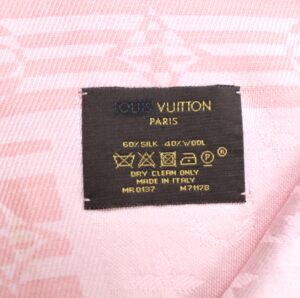 LOUIS VUITTON
PARIS
60% SILK 40% WOOL
P ®
DRY CLEAN ONLY
MADE IN ITALY
MR0137 M71178